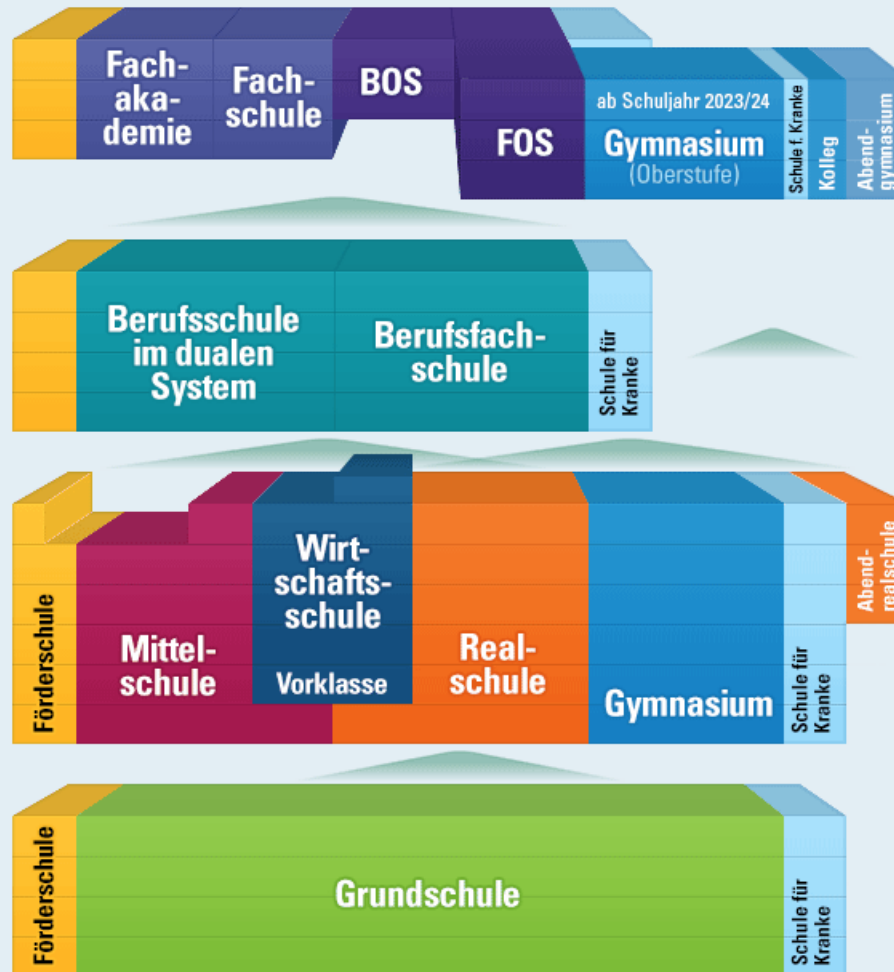 Fach-
aka-
demie
Fach-
schule
BOS
FOS
ab Schuljahr 2023/24
Gymnasium
(Oberstufe)
Schule f. Kranke
Kolleg
Abend-
gymnasium
Berufsschule
im dualen
System
Berufsfach-
schule
Schule für
Kranke
Förderschule
Mittel-
schule
Wirt-
schafts-
schule
Vorklasse
Real-
schule
Gymnasium
Schule für
Kranke
Abend-
realschule
Förderschule
Grundschule
Schule für
Kranke